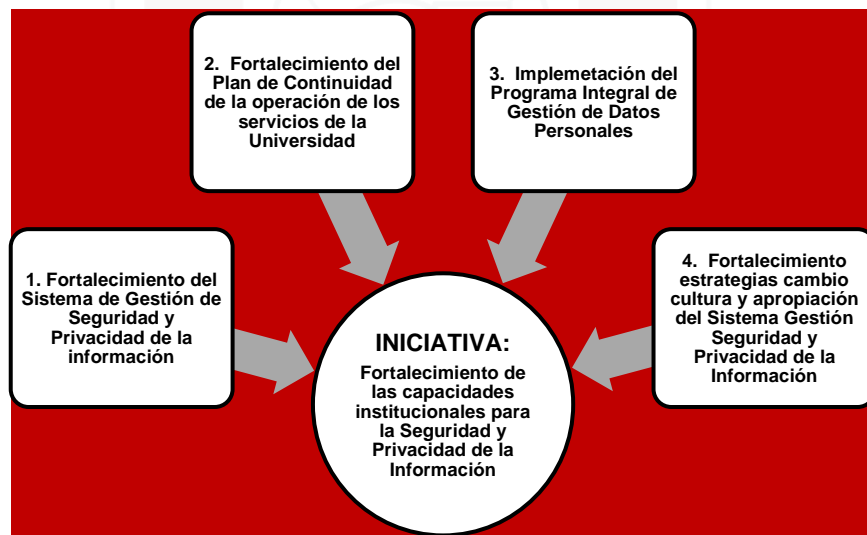 2. Fortalecimiento del
Plan de Continuidad
de la operación de los
servicios de la
Universidad
3. Implemetación del
Programa Integral de
Gestión de Datos
Personales
1. Fortalecimiento del
Sistema de Gestión de
Seguridad y
Privacidad de la
información
4. Fortalecimiento
estrategias cambio
cultura y apropiación
del Sistema Gestión
Seguridad y
Privacidad de la
Información
INICIATIVA:
Fortalecimiento de
las capacidades
institucionales para
la Seguridad y
Privacidad de la
Información